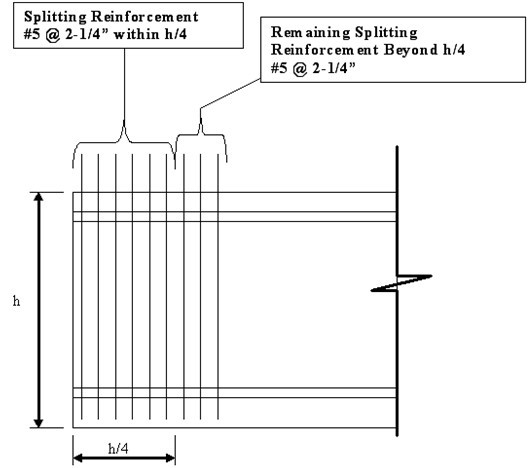 Splitting Reinforcement
#5 @ 2-1/4” within h/4
Remaining Splitting
Reinforcement Beyond h/4
#5 @ 2-1/4”
h
h/4